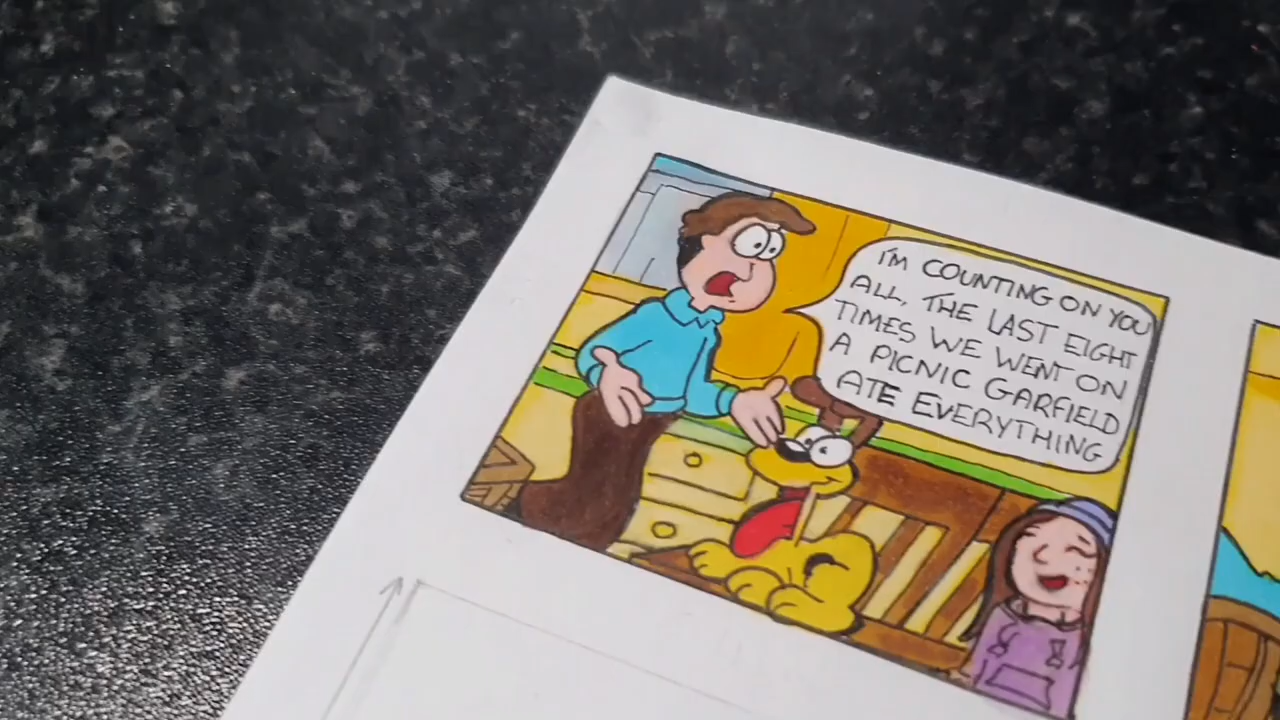 I'M COUNTING ON YOU
ALL, THE LAST EIGHT
TIMES WE WENT ON
A PICNIC GARFIELD
ATE EVERYTHING